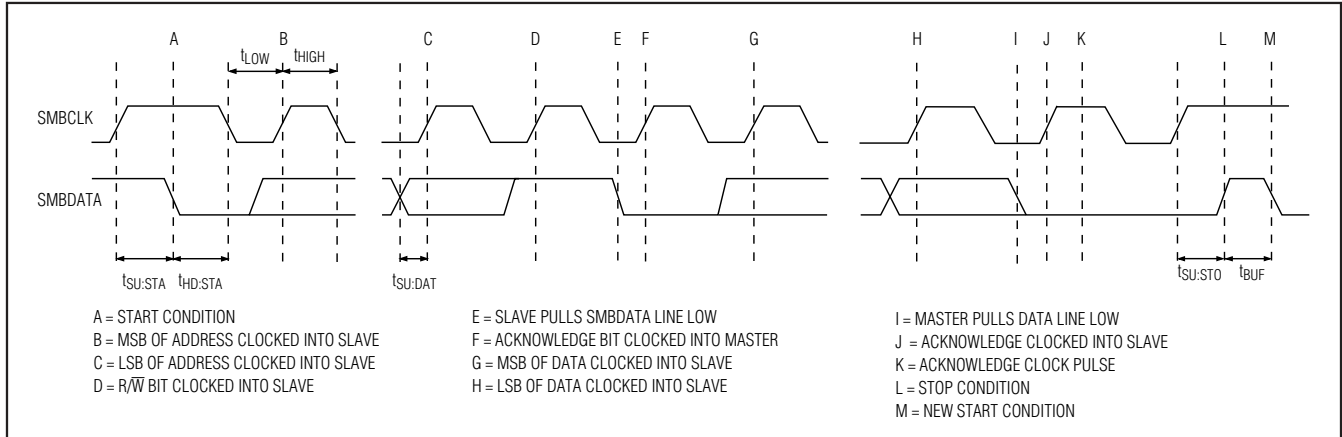 A B C D E F G H I J K L M
tLOW tHIGH
SMBCLK
SMBDATA
tSU:STA tHD:STA tSU:DAT tSU:STO tBUF
A = START CONDITION
B = MSB OF ADDRESS CLOCKED INTO SLAVE
C = LSB OF ADDRESS CLOCKED INTO SLAVE
D = R/W̅ BIT CLOCKED INTO SLAVE
E = SLAVE PULLS SMBDATA LINE LOW
F = ACKNOWLEDGE BIT CLOCKED INTO MASTER
G = MSB OF DATA CLOCKED INTO SLAVE
H = LSB OF DATA CLOCKED INTO SLAVE
I = MASTER PULLS DATA LINE LOW
J = ACKNOWLEDGE CLOCKED INTO SLAVE
K = ACKNOWLEDGE CLOCK PULSE
L = STOP CONDITION
M = NEW START CONDITION